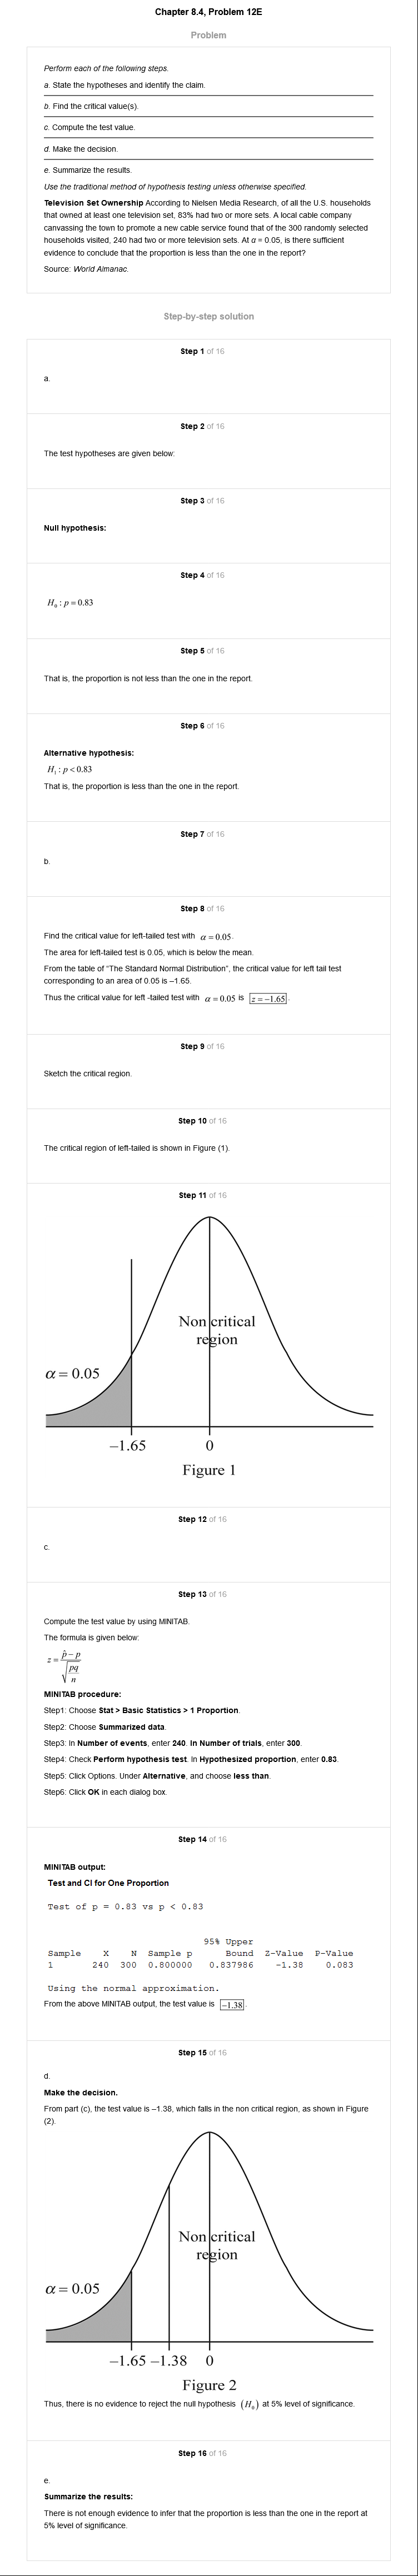 Chapter 8.4, Problem 12E
Problem
Perform each of the following steps.
a. State the hypotheses and identify the claim.
b. Find the critical value(s).
c. Compute the test value.
d. Make the decision.
e. Summarize the results.
Use the traditional method of hypothesis testing unless otherwise specified.
Television Set Ownership According to Nielsen Media Research, of all the U.S. households
that owned at least one television set, 83% had two or more sets. A local cable company
canvassing the town to promote a new cable service found that of the 300 randomly selected
households visited, 240 had two or more television sets. At α = 0.05, is there sufficient
evidence to conclude that the proportion is less than the one in the report?
Source: World Almanac.
Step-by-step solution
Step 1 of 16
a.
Step 2 of 16
The test hypotheses are given below:
Step 3 of 16
Null hypothesis:
Step 4 of 16
H₀ : p = 0.83
Step 5 of 16
That is, the proportion is not less than the one in the report.
Step 6 of 16
Alternative hypothesis:
H₁ : p < 0.83
That is, the proportion is less than the one in the report.
Step 7 of 16
b.
Step 8 of 16
Find the critical value for left-tailed test with α = 0.05.
The area for left-tailed test is 0.05, which is below the mean.
From the table of "The Standard Normal Distribution", the critical value for left tail test
corresponding to an area of 0.05 is –1.65.
Thus the critical value for left -tailed test with α = 0.05 is z = –1.65.
Step 9 of 16
Sketch the critical region.
Step 10 of 16
The critical region of left-tailed is shown in Figure (1).
Step 11 of 16
Non critical
region
α = 0.05
–1.65 0
Figure 1
Step 12 of 16
c.
Step 13 of 16
Compute the test value by using MINITAB.
The formula is given below:
z = (p̂ – p) / √(pq/n)
MINITAB procedure:
Step1: Choose Stat > Basic Statistics > 1 Proportion.
Step2: Choose Summarized data.
Step3: In Number of events, enter 240. In Number of trials, enter 300.
Step4: Check Perform hypothesis test. In Hypothesized proportion, enter 0.83.
Step5: Click Options. Under Alternative, and choose less than.
Step6: Click OK in each dialog box.
Step 14 of 16
MINITAB output:
Test and CI for One Proportion
Test of p = 0.83 vs p < 0.83
95% Upper
Sample X N Sample p Bound Z-Value P-Value
1 240 300 0.800000 0.837986 -1.38 0.083
Using the normal approximation.
From the above MINITAB output, the test value is –1.38.
Step 15 of 16
d.
Make the decision.
From part (c), the test value is –1.38, which falls in the non critical region, as shown in Figure
(2).
Non critical
region
α = 0.05
–1.65 –1.38 0
Figure 2
Thus, there is no evidence to reject the null hypothesis (H₀) at 5% level of significance.
Step 16 of 16
e.
Summarize the results:
There is not enough evidence to infer that the proportion is less than the one in the report at
5% level of significance.